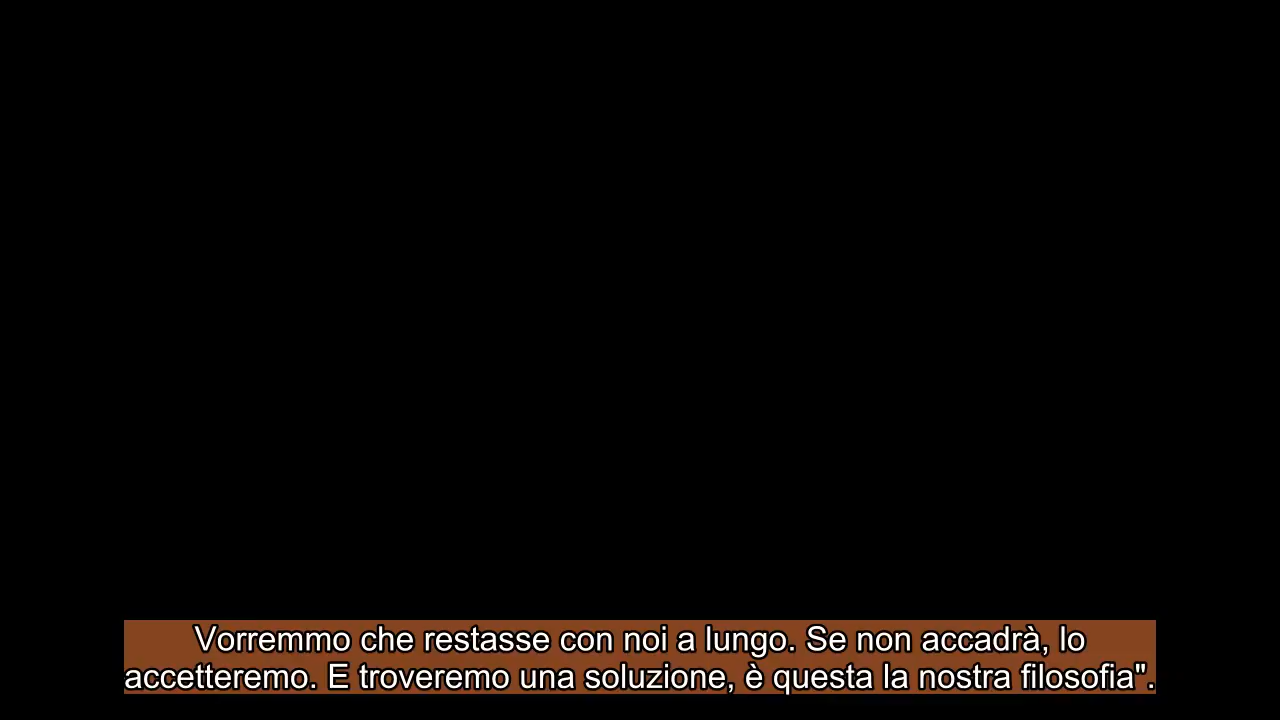 Vorremmo che restasse con noi a lungo. Se non accadrà, lo
accetteremo. E troveremo una soluzione, è questa la nostra filosofia".